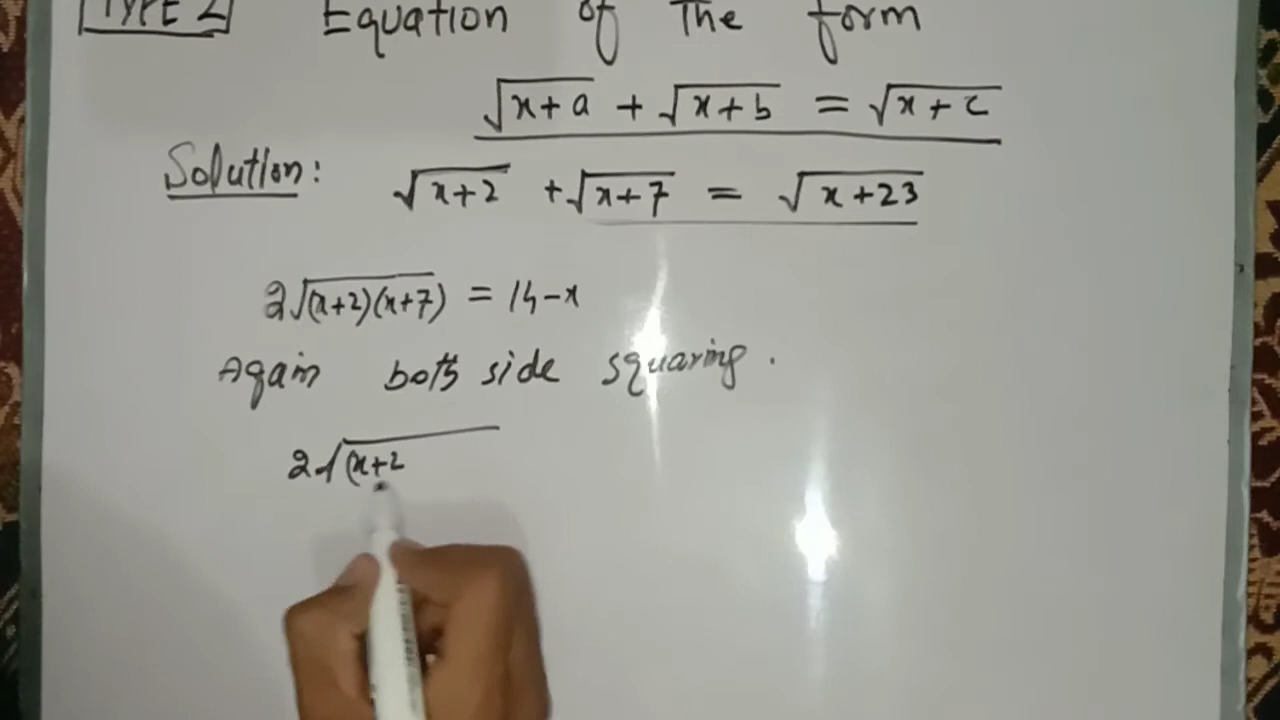 TYPE 2 Equation of The form
√(x+a) + √(x+b) = √(x+c)
Solution: √(x+2) + √(x+7) = √(x+23)
2√(x+2)(x+7) = 14-x
Again both side squaring.
2√(x+2